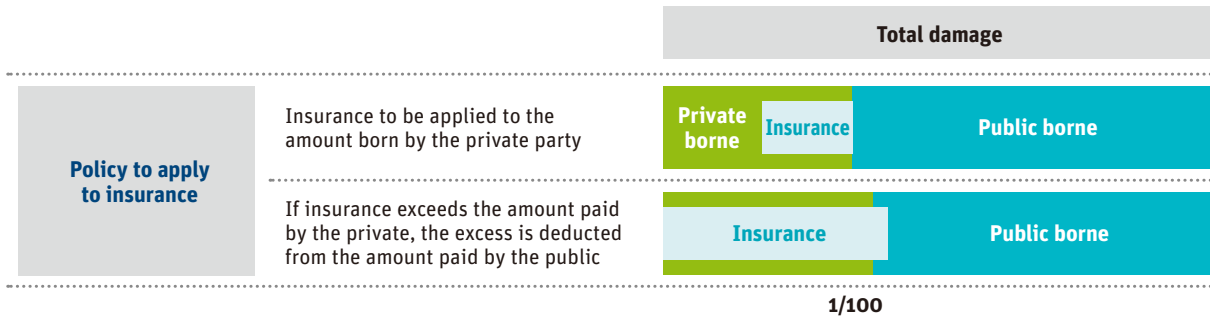 Total damage
Policy to apply
to insurance
Insurance to be applied to the
amount born by the private party
Private
borne
Insurance
Public borne
If insurance exceeds the amount paid
by the private, the excess is deducted
from the amount paid by the public
Insurance
Public borne
1/100